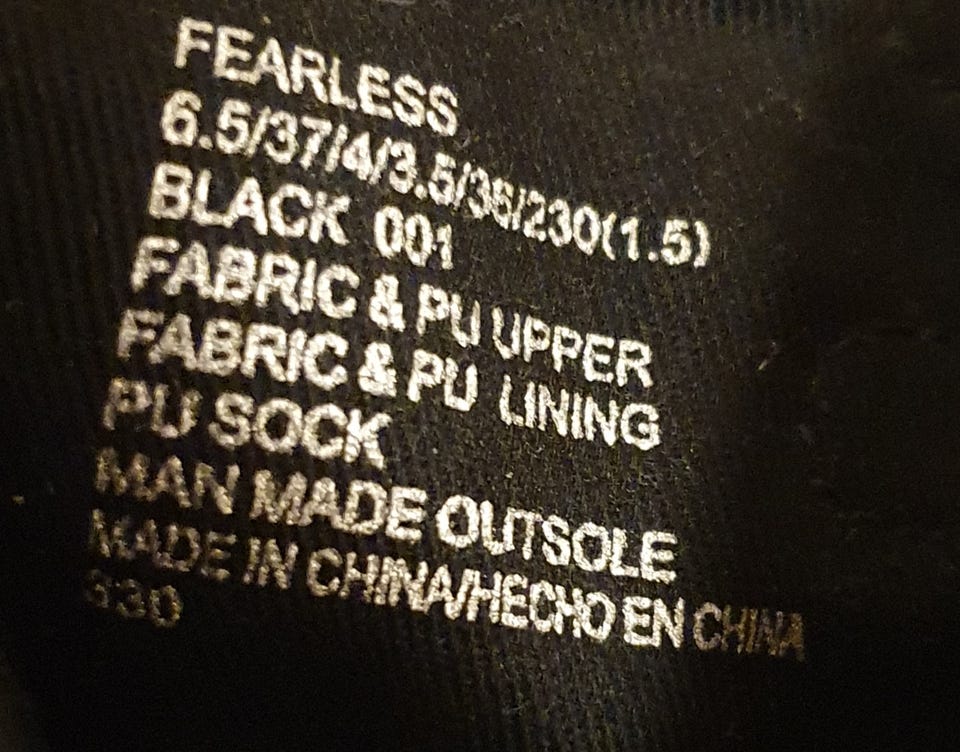 FEARLESS
6.5/37/4/3.5/36/230(1.5)
BLACK 001
FABRIC & PU UPPER
FABRIC & PU LINING
PU SOCK
MAN MADE OUTSOLE
MADE IN CHINA/HECHO EN CHINA